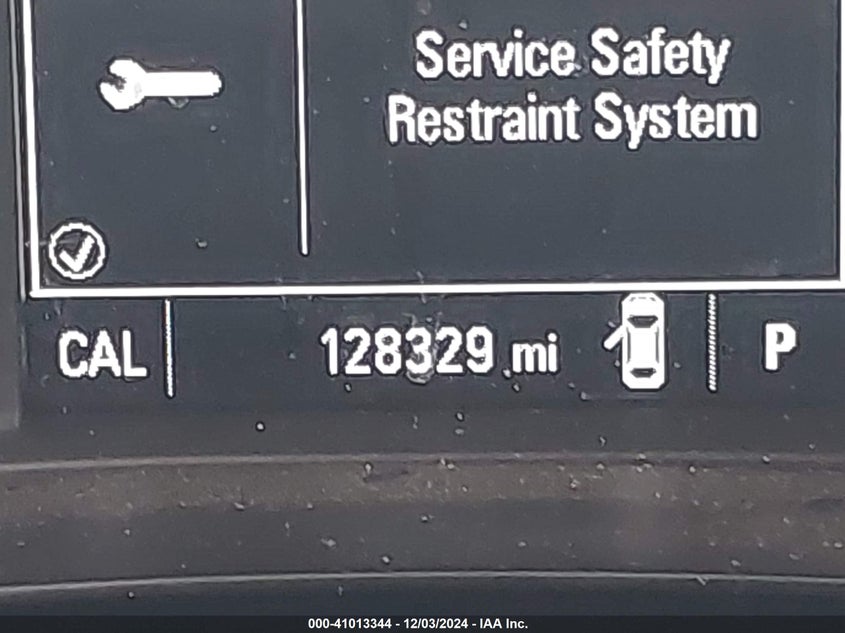 Service Safety
Restraint System
CAL 128329 mi P
000-41013344 - 12/03/2024 - IAA Inc.